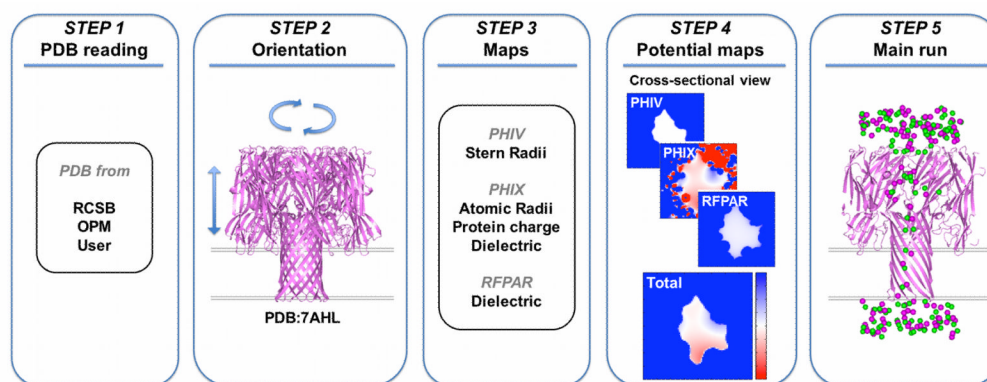 STEP 1
PDB reading
PDB from
RCSB
OPM
User
STEP 2
Orientation
PDB:7AHL
STEP 3
Maps
PHIV
Stern Radii
PHIX
Atomic Radii
Protein charge
Dielectric
RFPAR
Dielectric
STEP 4
Potential maps
Cross-sectional view
PHIV
PHIX
RFPAR
Total
STEP 5
Main run